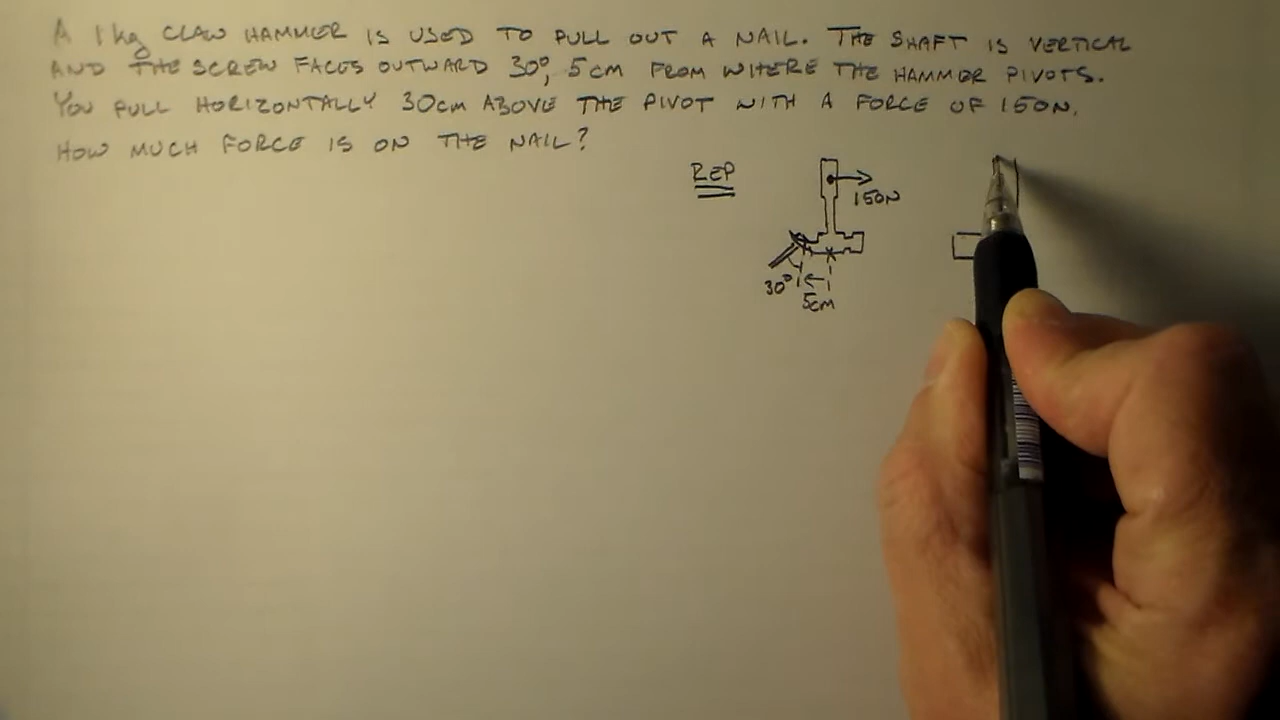 A 1kg CLAW HAMMER IS USED TO PULL OUT A NAIL. THE SHAFT IS VERTICAL
AND THE SCREW FACES OUTWARD 30°, 5cm FROM WHERE THE HAMMER PIVOTS.
YOU PULL HORIZONTALLY 30cm ABOVE THE PIVOT WITH A FORCE OF 150N.
HOW MUCH FORCE IS ON THE NAIL?
REP
150N
30°
5cm